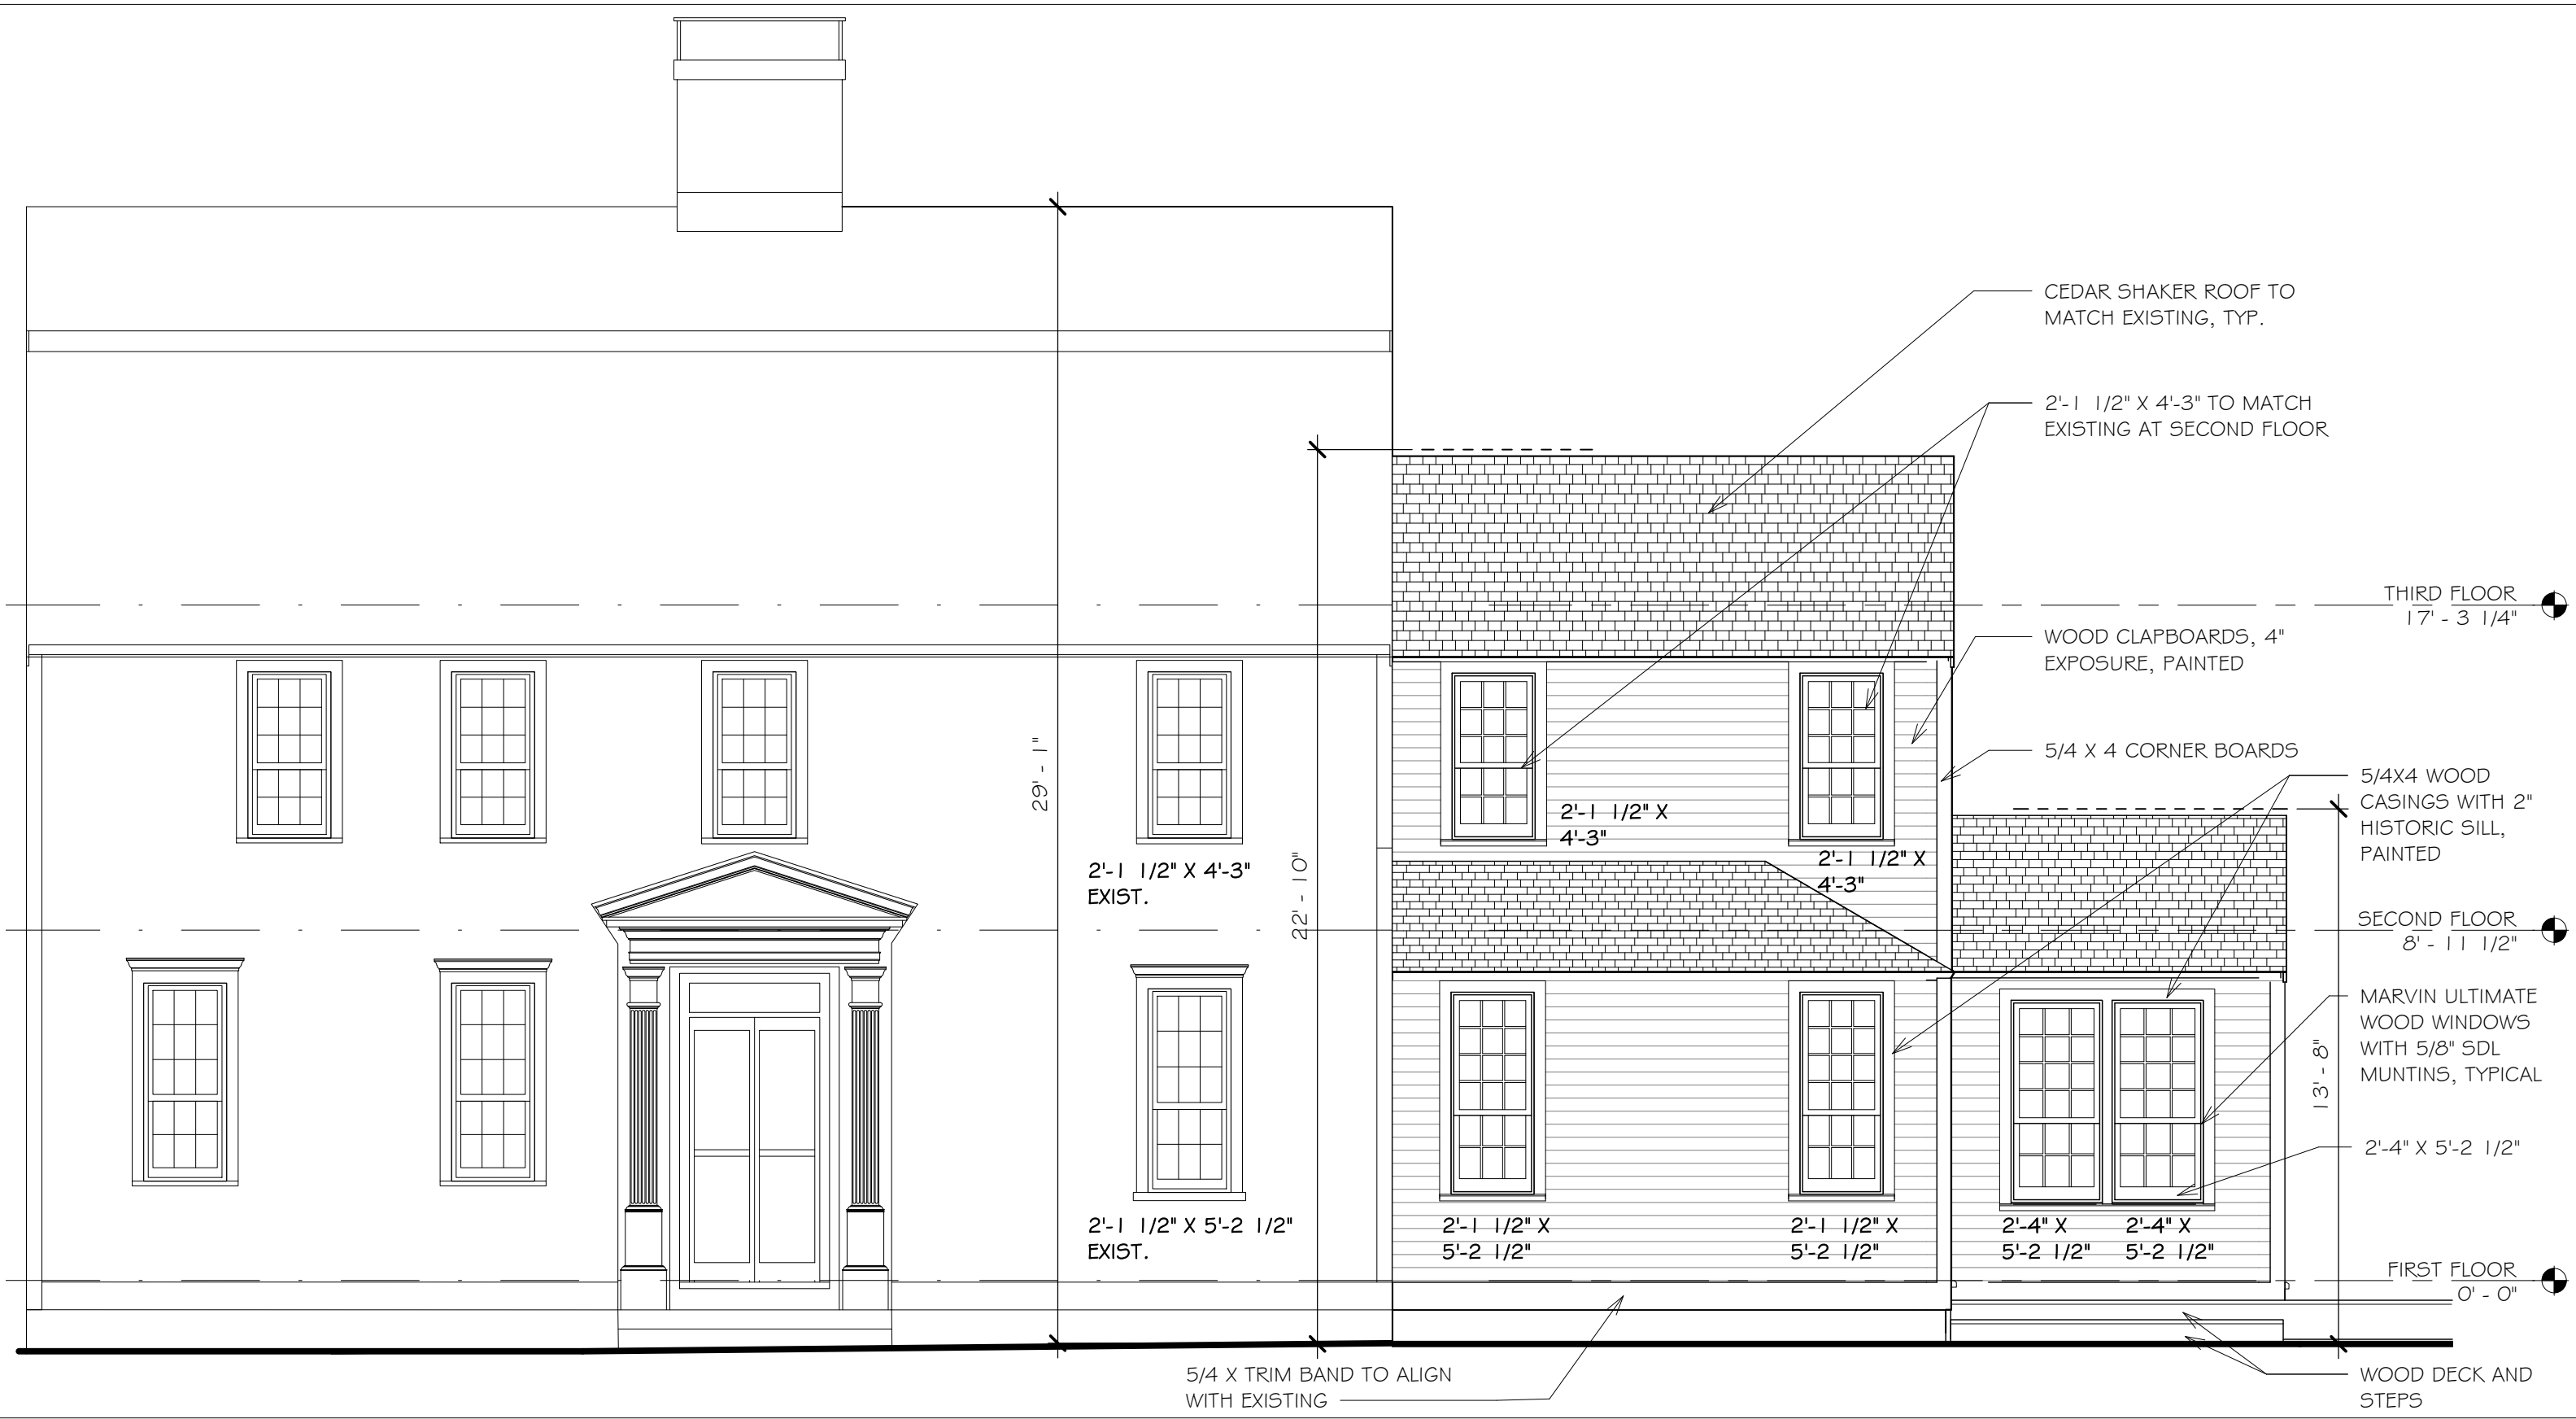 CEDAR SHAKER ROOF TO
MATCH EXISTING, TYP.
2'-1 1/2" X 4'-3" TO MATCH
EXISTING AT SECOND FLOOR
THIRD FLOOR
17' - 3 1/4"
WOOD CLAPBOARDS, 4"
EXPOSURE, PAINTED
5/4 X 4 CORNER BOARDS
5/4X4 WOOD
CASINGS WITH 2"
HISTORIC SILL,
PAINTED
29' - 1"
22' - 10"
2'-1 1/2" X
4'-3"
2'-1 1/2" X
4'-3"
2'-1 1/2" X 4'-3"
EXIST.
SECOND FLOOR
8' - 11 1/2"
MARVIN ULTIMATE
WOOD WINDOWS
WITH 5/8" SDL
MUNTINS, TYPICAL
13' - 8"
2'-4" X 5'-2 1/2"
2'-1 1/2" X 5'-2 1/2"
EXIST.
2'-1 1/2" X
5'-2 1/2"
2'-1 1/2" X
5'-2 1/2"
2'-4" X
5'-2 1/2"
2'-4" X
5'-2 1/2"
FIRST FLOOR
0' - 0"
5/4 X TRIM BAND TO ALIGN
WITH EXISTING
WOOD DECK AND
STEPS